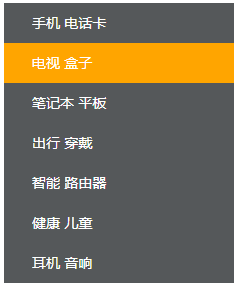 手机 电话卡
电视 盒子
笔记本 平板
出行 穿戴
智能 路由器
健康 儿童
耳机 音响